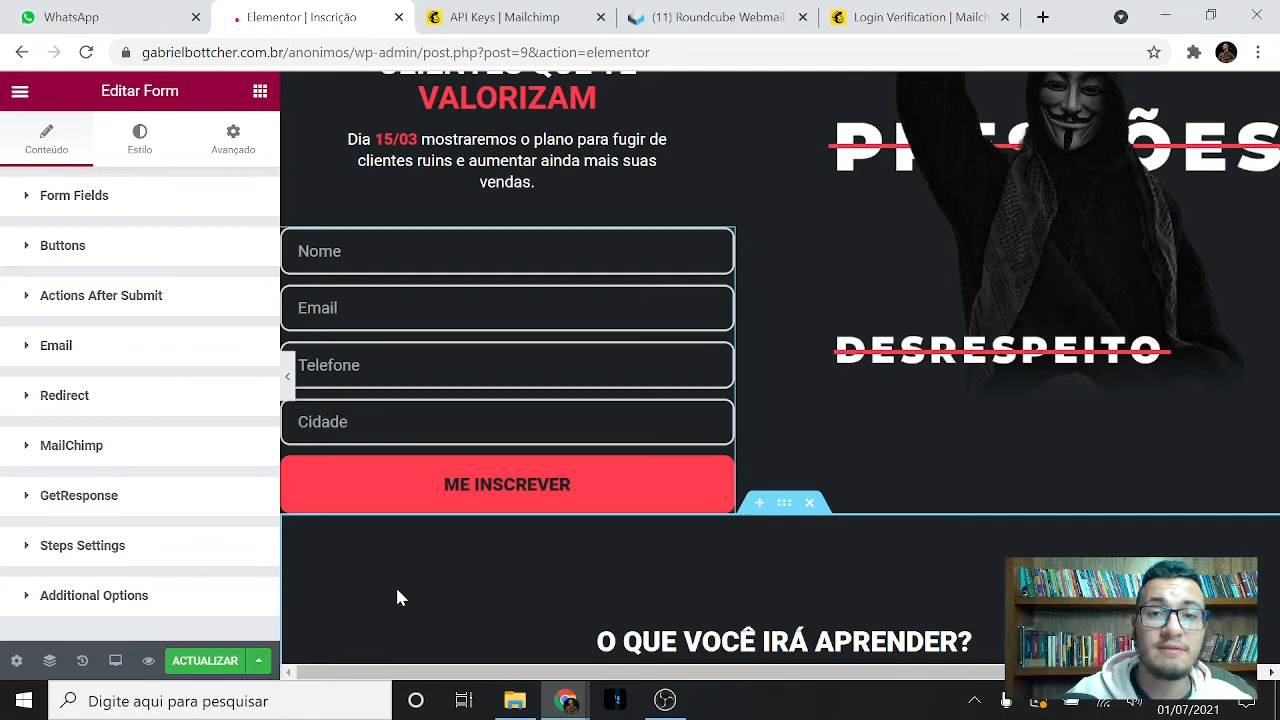 WhatsApp
Elementor | Inscrição
API Keys | Mailchimp
(11) Roundcube Webmail
Login Verification | Mailch
gabrielbottcher.com.br/anonimos/wp-admin/post.php?post=9&action=elementor
Editar Form
Conteúdo
Estilo
Avançado
Form Fields
Buttons
Actions After Submit
Email
Redirect
MailChimp
GetResponse
Steps Settings
Additional Options
ACTUALIZAR
CLIENTES QUE TE
VALORIZAM
Dia 15/03 mostraremos o plano para fugir de
clientes ruins e aumentar ainda mais suas
vendas.
Nome
Email
Telefone
Cidade
ME INSCREVER
DESRESPEITO
O QUE VOCÊ IRÁ APRENDER?
Digite aqui para pesquisar
01/07/2021